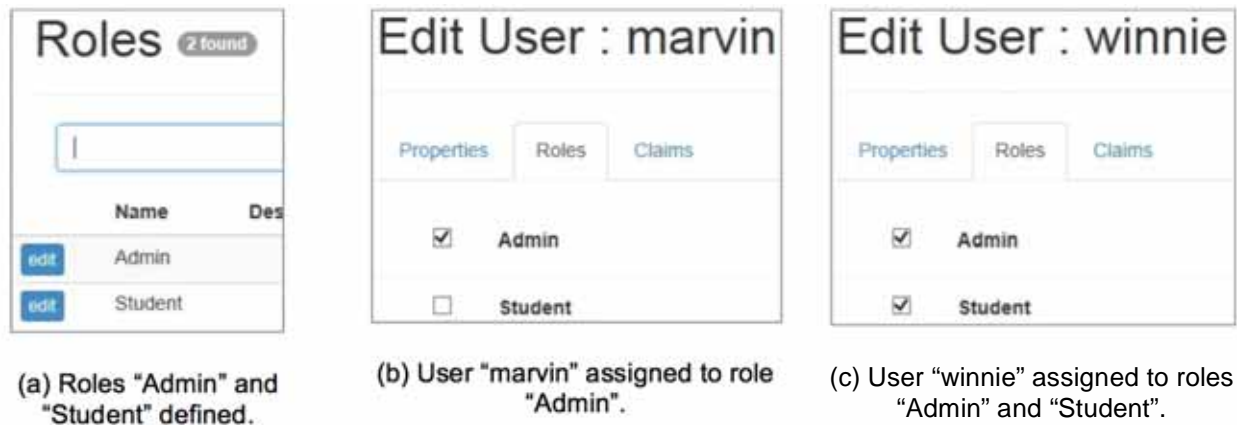 Roles 2 found
Name Des
edit Admin
edit Student
(a) Roles “Admin” and
“Student” defined.
Edit User : marvin
Properties Roles Claims
Admin
Student
(b) User “marvin” assigned to role
“Admin”.
Edit User : winnie
Properties Roles Claims
Admin
Student
(c) User “winnie” assigned to roles
“Admin” and “Student”.